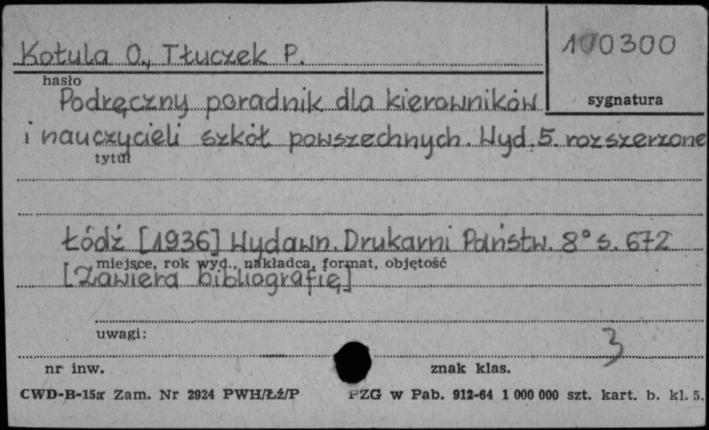 Kotula O., Tłuczek P.
100300
hasło
sygnatura
Podręczny poradnik dla kierowników
i nauczycieli szkół powszechnych. Wyd. 5. rozszerzone
tytuł
Łódź [1936] Wydawn. Drukarni Państw. 8° s. 672
miejsce, rok wyd., nakładca, format, objętość
[Zawiera bibliografię]
uwagi:
3
nr inw.
znak klas.
CWD-B-15a Zam. Nr 2924 PWH/Łź/P
PZG w Pab. 912-64 1 000 000 szt. kart. b. kl. 5.